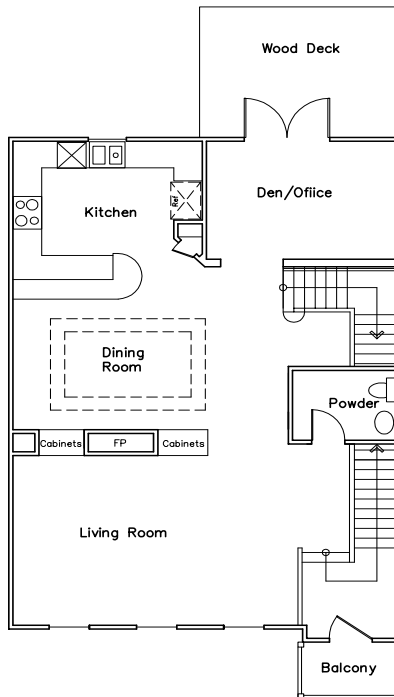 Wood Deck
Den/Ofiice
Kitchen
Ref
Dining
Room
Powder
Cabinets
FP
Cabinets
Living Room
Balcony